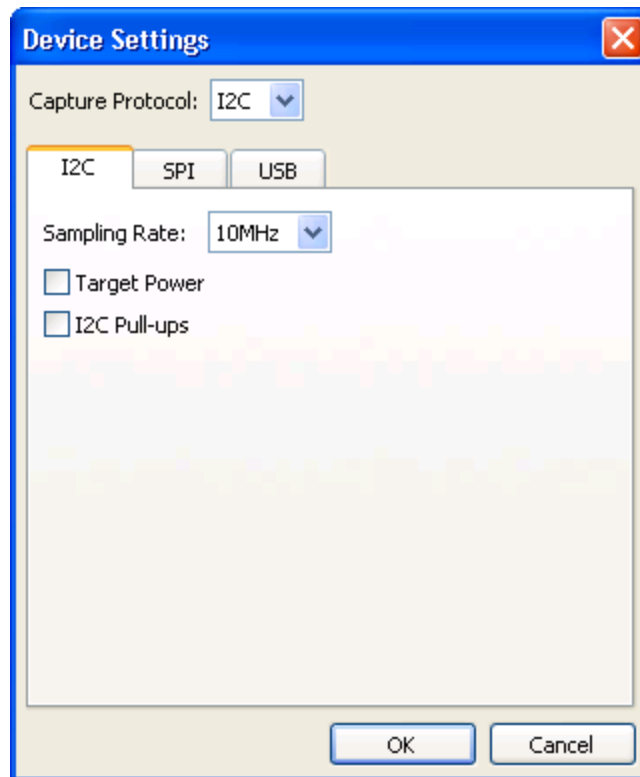 Device Settings
Capture Protocol: I2C
I2C SPI USB
Sampling Rate: 10MHz
Target Power
I2C Pull-ups
OK Cancel